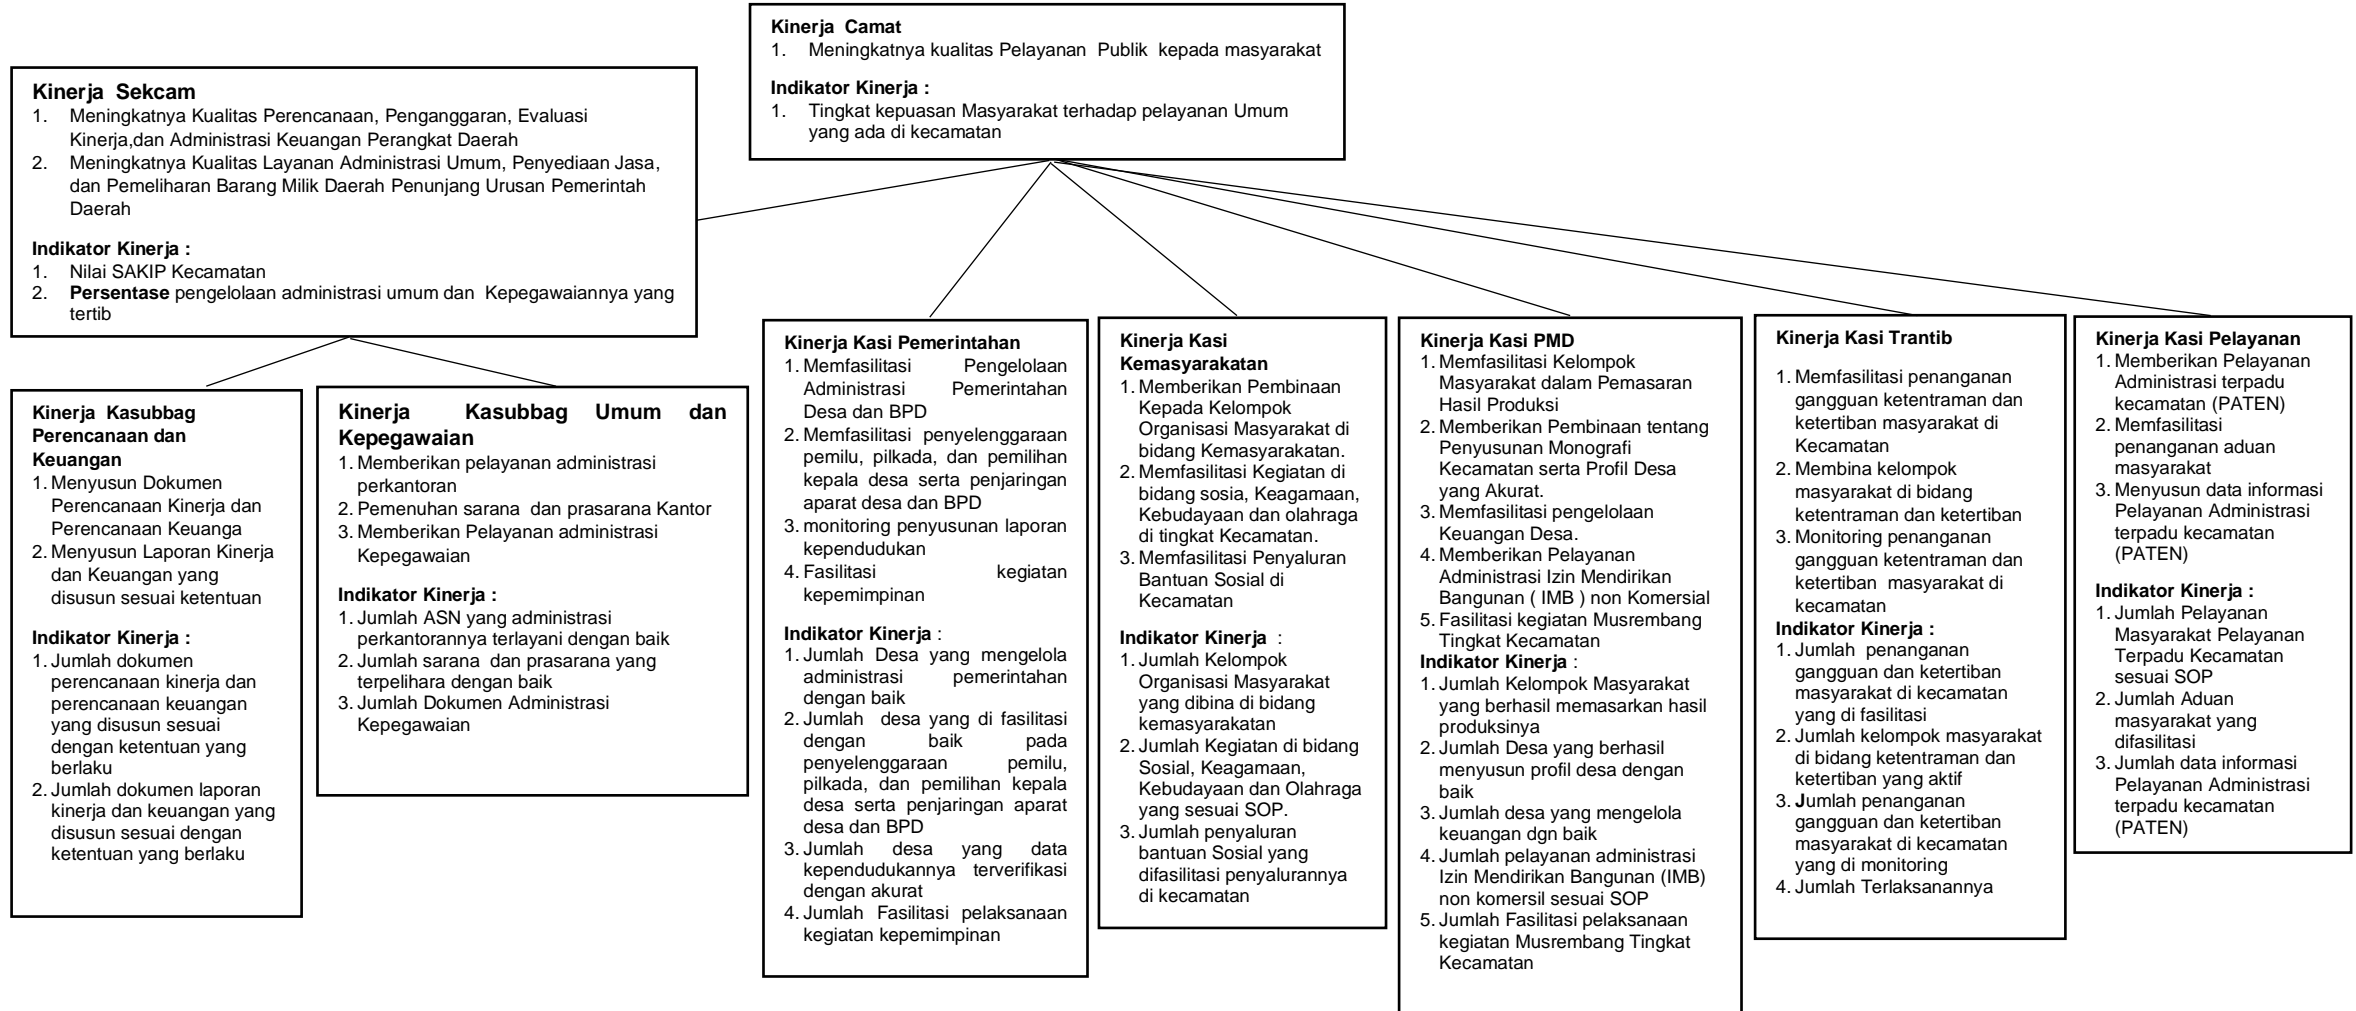 Kinerja Camat
1. Meningkatnya kualitas Pelayanan Publik kepada masyarakat
Indikator Kinerja :
1. Tingkat kepuasan Masyarakat terhadap pelayanan Umum
yang ada di kecamatan
Kinerja Sekcam
1. Meningkatnya Kualitas Perencanaan, Penganggaran, Evaluasi
Kinerja,dan Administrasi Keuangan Perangkat Daerah
2. Meningkatnya Kualitas Layanan Administrasi Umum, Penyediaan Jasa,
dan Pemeliharan Barang Milik Daerah Penunjang Urusan Pemerintah
Daerah
Indikator Kinerja :
1. Nilai SAKIP Kecamatan
2. Persentase pengelolaan administrasi umum dan Kepegawaiannya yang
tertib
Kinerja Kasubbag
Perencanaan dan
Keuangan
1. Menyusun Dokumen
Perencanaan Kinerja dan
Perencanaan Keuanga
2. Menyusun Laporan Kinerja
dan Keuangan yang
disusun sesuai ketentuan
Indikator Kinerja :
1. Jumlah dokumen
perencanaan kinerja dan
perencanaan keuangan
yang disusun sesuai
dengan ketentuan yang
berlaku
2. Jumlah dokumen laporan
kinerja dan keuangan yang
disusun sesuai dengan
ketentuan yang berlaku
Kinerja Kasubbag Umum dan
Kepegawaian
1. Memberikan pelayanan administrasi
perkantoran
2. Pemenuhan sarana dan prasarana Kantor
3. Memberikan Pelayanan administrasi
Kepegawaian
Indikator Kinerja :
1. Jumlah ASN yang administrasi
perkantorannya terlayani dengan baik
2. Jumlah sarana dan prasarana yang
terpelihara dengan baik
3. Jumlah Dokumen Administrasi
Kepegawaian
Kinerja Kasi Pemerintahan
1. Memfasilitasi Pengelolaan
Administrasi Pemerintahan
Desa dan BPD
2. Memfasilitasi penyelenggaraan
pemilu, pilkada, dan pemilihan
kepala desa serta penjaringan
aparat desa dan BPD
3. monitoring penyusunan laporan
kependudukan
4. Fasilitasi kegiatan
kepemimpinan
Indikator Kinerja :
1. Jumlah Desa yang mengelola
administrasi pemerintahan
dengan baik
2. Jumlah desa yang di fasilitasi
dengan baik pada
penyelenggaraan pemilu,
pilkada, dan pemilihan kepala
desa serta penjaringan aparat
desa dan BPD
3. Jumlah desa yang data
kependudukannya terverifikasi
dengan akurat
4. Jumlah Fasilitasi pelaksanaan
kegiatan kepemimpinan
Kinerja Kasi
Kemasyarakatan
1. Memberikan Pembinaan
Kepada Kelompok
Organisasi Masyarakat di
bidang Kemasyarakatan.
2. Memfasilitasi Kegiatan di
bidang sosia, Keagamaan,
Kebudayaan dan olahraga
di tingkat Kecamatan.
3. Memfasilitasi Penyaluran
Bantuan Sosial di
Kecamatan
Indikator Kinerja :
1. Jumlah Kelompok
Organisasi Masyarakat
yang dibina di bidang
kemasyarakatan
2. Jumlah Kegiatan di bidang
Sosial, Keagamaan,
Kebudayaan dan Olahraga
yang sesuai SOP.
3. Jumlah penyaluran
bantuan Sosial yang
difasilitasi penyalurannya
di kecamatan
Kinerja Kasi PMD
1. Memfasilitasi Kelompok
Masyarakat dalam Pemasaran
Hasil Produksi
2. Memberikan Pembinaan tentang
Penyusunan Monografi
Kecamatan serta Profil Desa
yang Akurat.
3. Memfasilitasi pengelolaan
Keuangan Desa.
4. Memberikan Pelayanan
Administrasi Izin Mendirikan
Bangunan ( IMB ) non Komersial
5. Fasilitasi kegiatan Musrembang
Tingkat Kecamatan
Indikator Kinerja :
1. Jumlah Kelompok Masyarakat
yang berhasil memasarkan hasil
produksinya
2. Jumlah Desa yang berhasil
menyusun profil desa dengan
baik
3. Jumlah desa yang mengelola
keuangan dgn baik
4. Jumlah pelayanan administrasi
Izin Mendirikan Bangunan (IMB)
non komersil sesuai SOP
5. Jumlah Fasilitasi pelaksanaan
kegiatan Musrembang Tingkat
Kecamatan
Kinerja Kasi Trantib
1. Memfasilitasi penanganan
gangguan ketentraman dan
ketertiban masyarakat di
Kecamatan
2. Membina kelompok
masyarakat di bidang
ketentraman dan ketertiban
3. Monitoring penanganan
gangguan ketentraman dan
ketertiban masyarakat di
kecamatan
Indikator Kinerja :
1. Jumlah penanganan
gangguan dan ketertiban
masyarakat di kecamatan
yang di fasilitasi
2. Jumlah kelompok masyarakat
di bidang ketentraman dan
ketertiban yang aktif
3. Jumlah penanganan
gangguan dan ketertiban
masyarakat di kecamatan
yang di monitoring
4. Jumlah Terlaksanannya
Kinerja Kasi Pelayanan
1. Memberikan Pelayanan
Administrasi terpadu
kecamatan (PATEN)
2. Memfasilitasi
penanganan aduan
masyarakat
3. Menyusun data informasi
Pelayanan Administrasi
terpadu kecamatan
(PATEN)
Indikator Kinerja :
1. Jumlah Pelayanan
Masyarakat Pelayanan
Terpadu Kecamatan
sesuai SOP
2. Jumlah Aduan
masyarakat yang
difasilitasi
3. Jumlah data informasi
Pelayanan Administrasi
terpadu kecamatan
(PATEN)